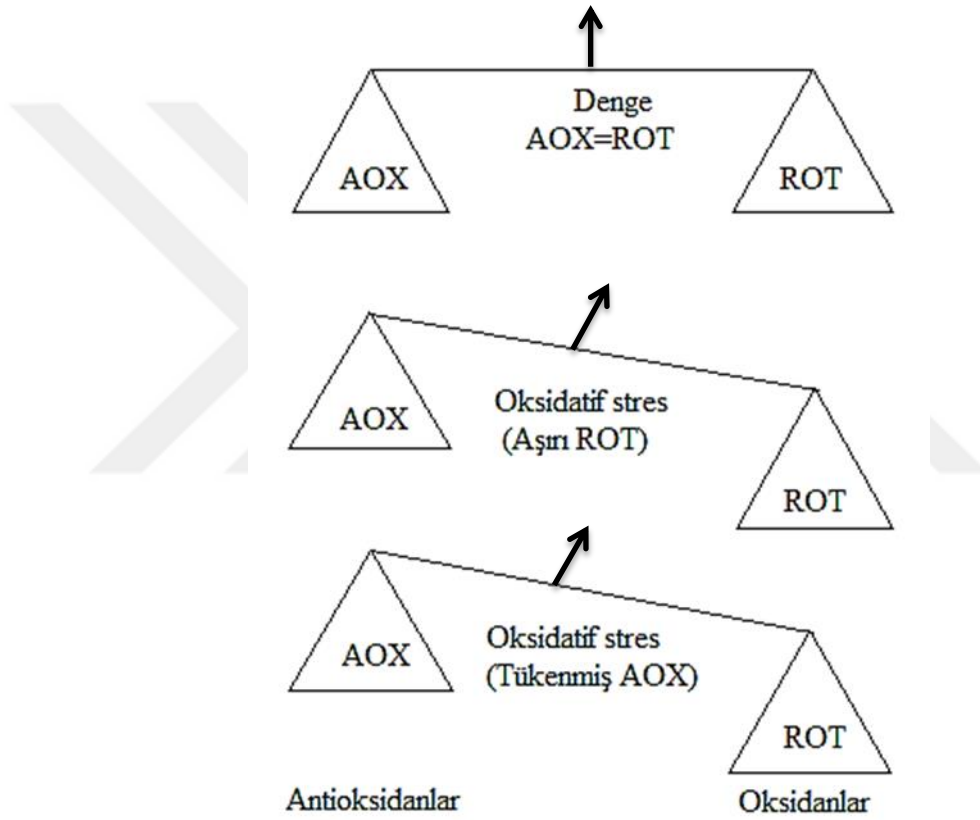 Denge
AOX=ROT
AOX
ROT
AOX
Oksidatif stres
(Aşırı ROT)
ROT
AOX
Oksidatif stres
(Tükenmiş AOX)
ROT
Antioksidanlar
Oksidanlar